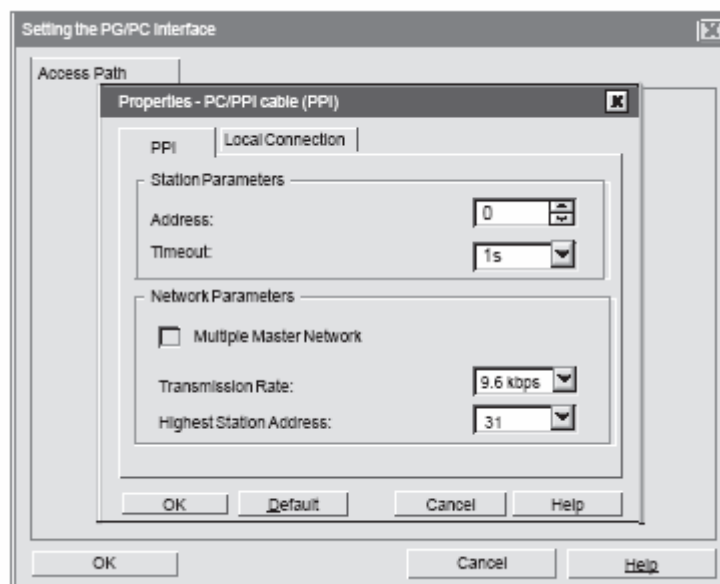 Setting the PG/PC Interface
Access Path
Properties - PC/PPI cable (PPI)
PPI
Local Connection
Station Parameters
Address:
0
Timeout:
1s
Network Parameters
Multiple Master Network
Transmission Rate:
9.6 kbps
Highest Station Address:
31
OK
Default
Cancel
Help
OK
Cancel
Help